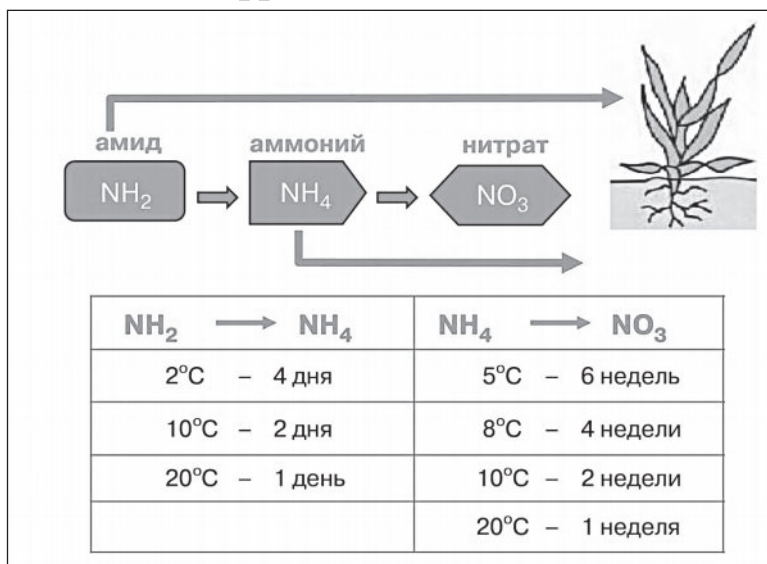 амид аммоний нитрат
NH₂ NH₄ NO₃
NH₂ → NH₄ NH₄ → NO₃
2°C – 4 дня 5°C – 6 недель
10°C – 2 дня 8°C – 4 недели
20°C – 1 день 10°C – 2 недели
20°C – 1 неделя